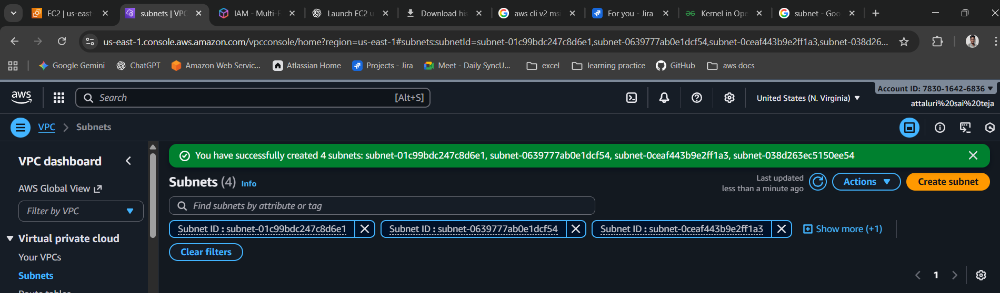 EC2 | us-east-
subnets | VPC
IAM - Multi-F
Launch EC2 u
Download his
aws cli v2 msi
For you - Jira
Kernel in Ope
subnet - Goo
us-east-1.console.aws.amazon.com/vpcconsole/home?region=us-east-1#subnets:subnetId=subnet-01c99bdc247c8d6e1,subnet-0639777ab0e1dcf54,subnet-0ceaf443b9e2ff1a3,subnet-038d26...
Google Gemini
ChatGPT
Amazon Web Servic...
Atlassian Home
Projects - Jira
Meet - Daily SyncU...
excel
learning practice
GitHub
aws docs
aws
Search
[Alt+S]
United States (N. Virginia)
Account ID: 7830-1642-6836
attaluri%20sai%20teja
VPC
Subnets
VPC dashboard
AWS Global View
Filter by VPC
Virtual private cloud
Your VPCs
Subnets
Route tables
You have successfully created 4 subnets: subnet-01c99bdc247c8d6e1, subnet-0639777ab0e1dcf54, subnet-0ceaf443b9e2ff1a3, subnet-038d263ec5150ee54
Subnets (4) Info
Last updated
less than a minute ago
Actions
Create subnet
Find subnets by attribute or tag
Subnet ID : subnet-01c99bdc247c8d6e1
Subnet ID : subnet-0639777ab0e1dcf54
Subnet ID : subnet-0ceaf443b9e2ff1a3
Show more (+1)
Clear filters
1